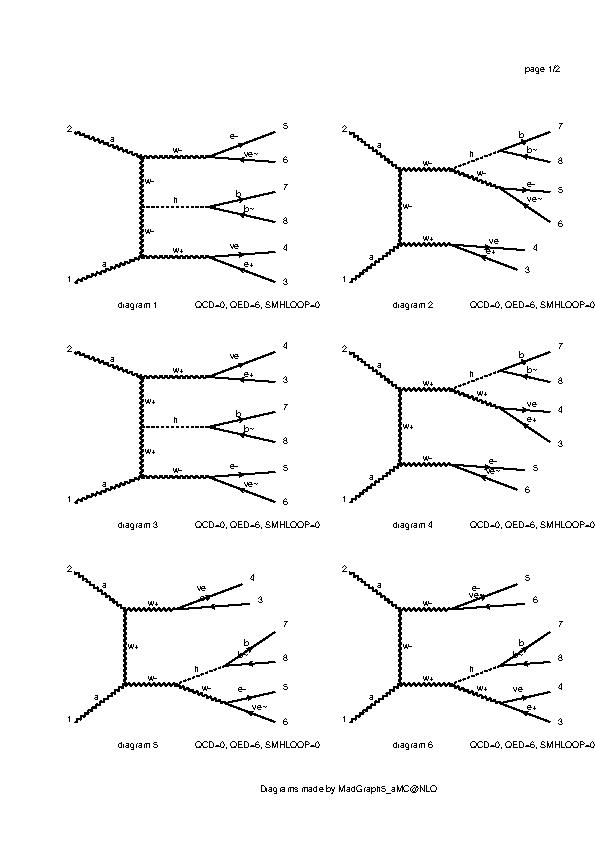 page 1/2
2 a w- e- 5
ve~ 6
w-
h b 7
b~ 8
w-
w+ ve 4
1 a e+ 3
diagram 1 QCD=0, QED=6, SMHLOOP=0
2 a w- h b 7
b~ 8
w- e- 5
ve~ 6
w-
w+ ve 4
1 a e+ 3
diagram 2 QCD=0, QED=6, SMHLOOP=0
2 a w+ ve 4
e+ 3
w+
h b 7
b~ 8
w+
w- e- 5
1 a ve~ 6
diagram 3 QCD=0, QED=6, SMHLOOP=0
2 a w+ h b 7
b~ 8
w+ ve 4
e+ 3
w+
w- e- 5
1 a ve~ 6
diagram 4 QCD=0, QED=6, SMHLOOP=0
2 a w+ ve 4
3
w+
h b 7
b~ 8
w- w- e- 5
1 a ve~ 6
diagram 5 QCD=0, QED=6, SMHLOOP=0
2 a w- e- 5
ve~ 6
w-
h b 7
b~ 8
w+ w+ ve 4
1 a e+ 3
diagram 6 QCD=0, QED=6, SMHLOOP=0
Diagrams made by MadGraph5_aMC@NLO